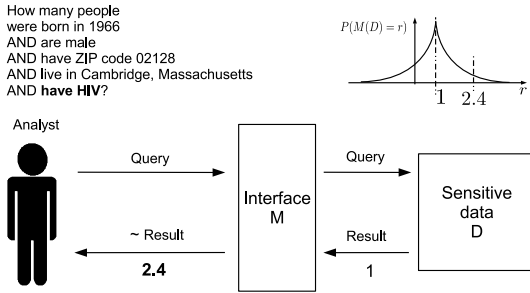 How many people
were born in 1966
AND are male
AND have ZIP code 02128
AND live in Cambridge, Massachusetts
AND have HIV?
P(M(D) = r)
1 2.4 r
Analyst
Query
Query
Interface
M
Sensitive
data
D
~ Result
2.4
Result
1